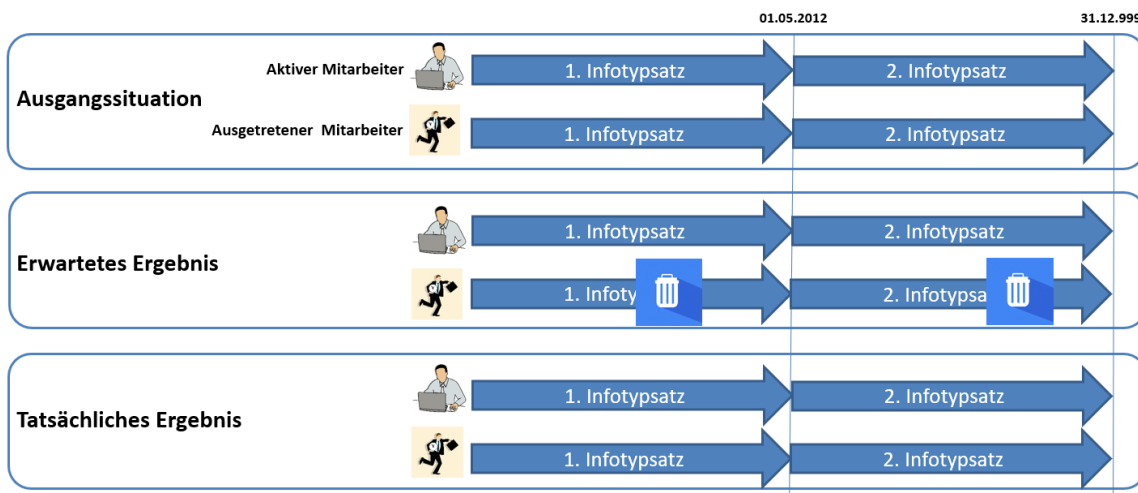 01.05.2012 31.12.999
Aktiver Mitarbeiter 1. Infotypsatz 2. Infotypsatz
Ausgangssituation
Ausgetretener Mitarbeiter 1. Infotypsatz 2. Infotypsatz
1. Infotypsatz 2. Infotypsatz
Erwartetes Ergebnis
1. Infoty 2. Infotypsa
1. Infotypsatz 2. Infotypsatz
Tatsächliches Ergebnis
1. Infotypsatz 2. Infotypsatz